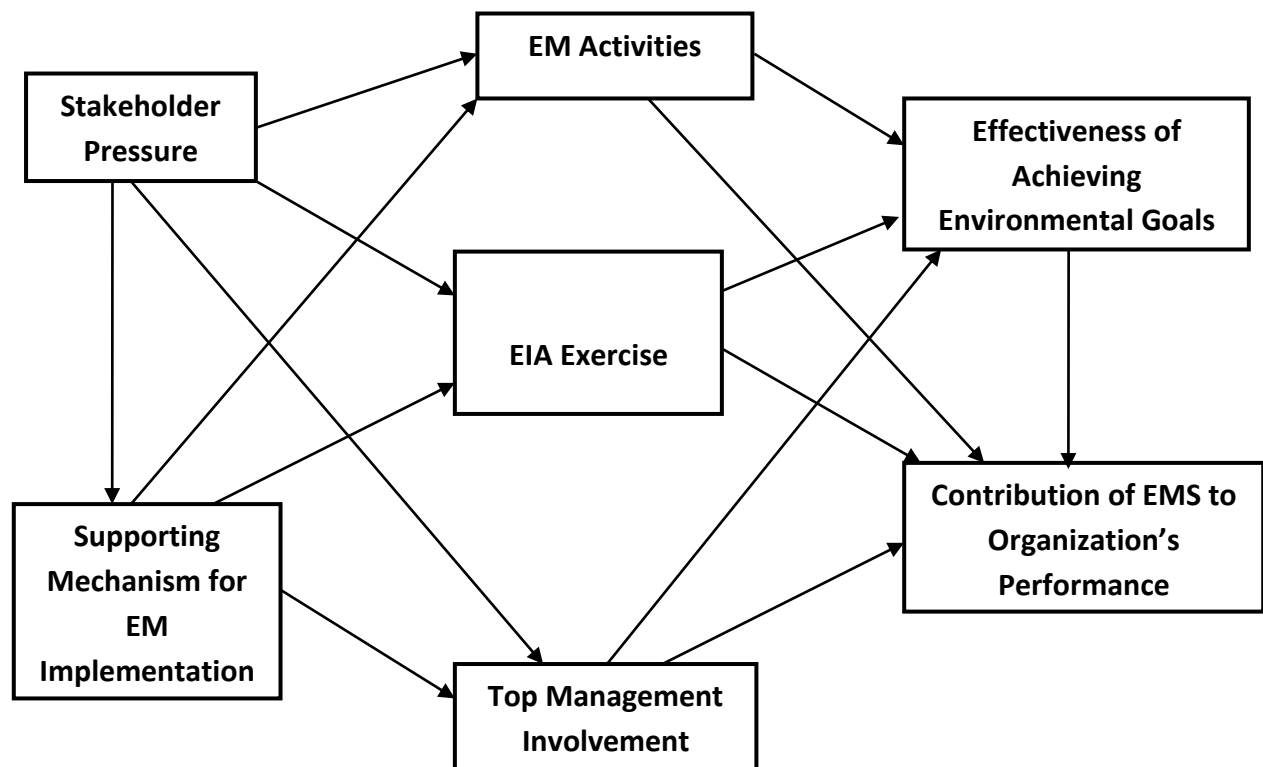 EM Activities
Stakeholder
Pressure
Effectiveness of
Achieving
Environmental Goals
EIA Exercise
Supporting
Mechanism for
EM
Implementation
Contribution of EMS to
Organization’s
Performance
Top Management
Involvement